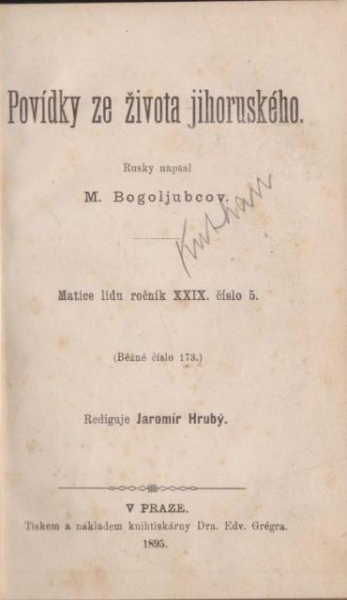 Povídky ze života jihoruského.
Rusky napsal
M. Bogoljubcov.
Matice lidu ročník XXIX. číslo 5.
(Běžné číslo 173.)
Rediguje Jaromír Hrubý.
V PRAZE.
Tiskem a nákladem knihtiskárny Dra. Edv. Grégra.
1895.